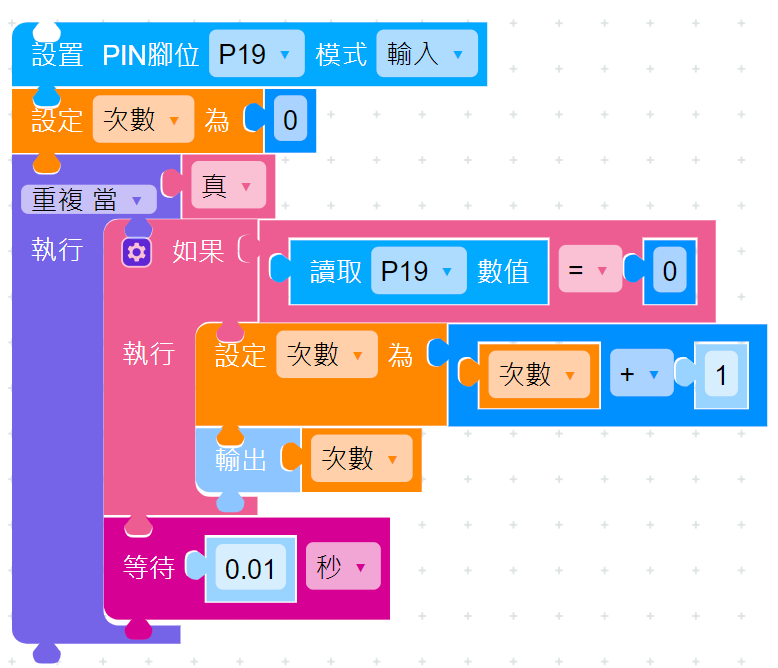 設置 PIN腳位 P19 模式 輸入
設定 次數 為 0
重複 當 真
執行 如果 讀取 P19 數值 = 0
執行 設定 次數 為 次數 + 1
輸出 次數
等待 0.01 秒